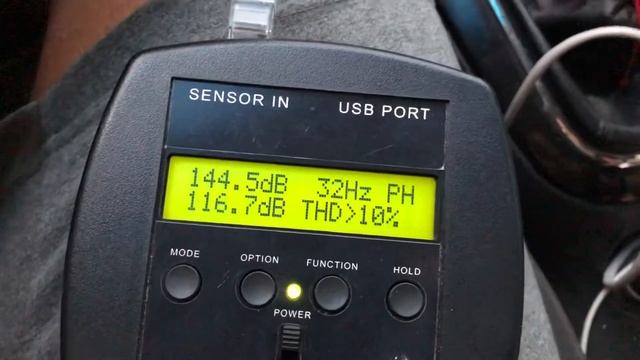 SENSOR IN USB PORT
144.5dB 32Hz PH
116.7dB THD>10%
MODE OPTION FUNCTION HOLD
POWER